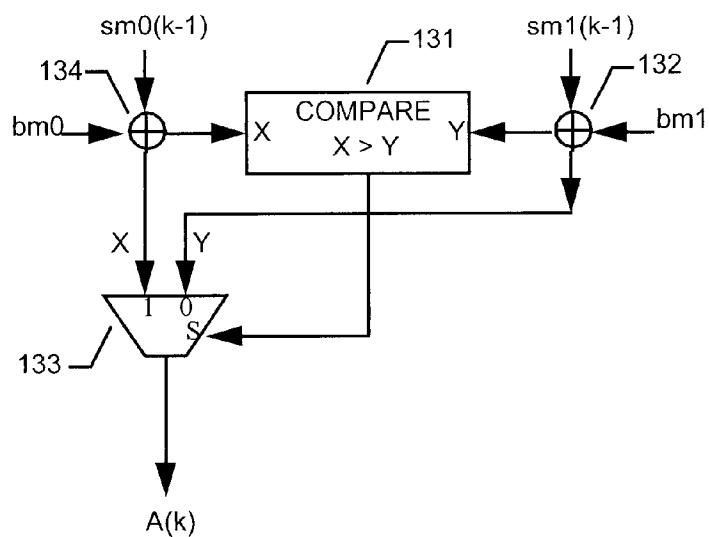 sm0(k-1)
131
sm1(k-1)
134
132
bm0
COMPARE
bm1
X
X > Y
Y
X
Y
1
0
S
133
A(k)